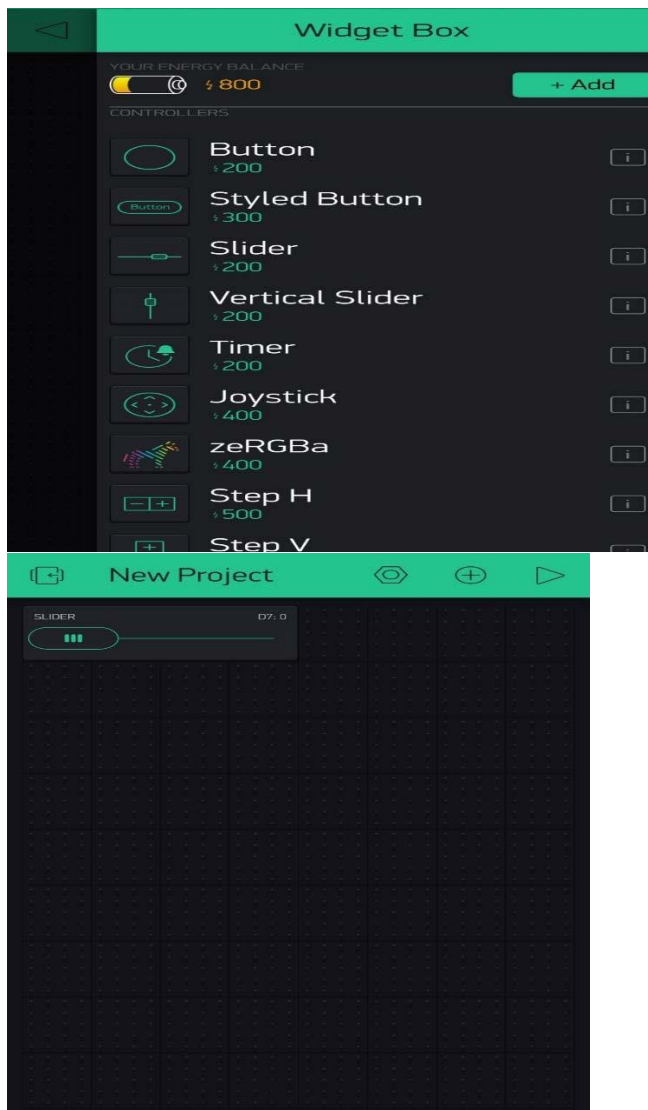 Widget Box
YOUR ENERGY BALANCE
800
+ Add
CONTROLLERS
Button
200
Button
Styled Button
300
Slider
200
Vertical Slider
200
Timer
200
Joystick
400
zeRGBa
400
Step H
500
Step V
New Project
SLIDER D7: 0